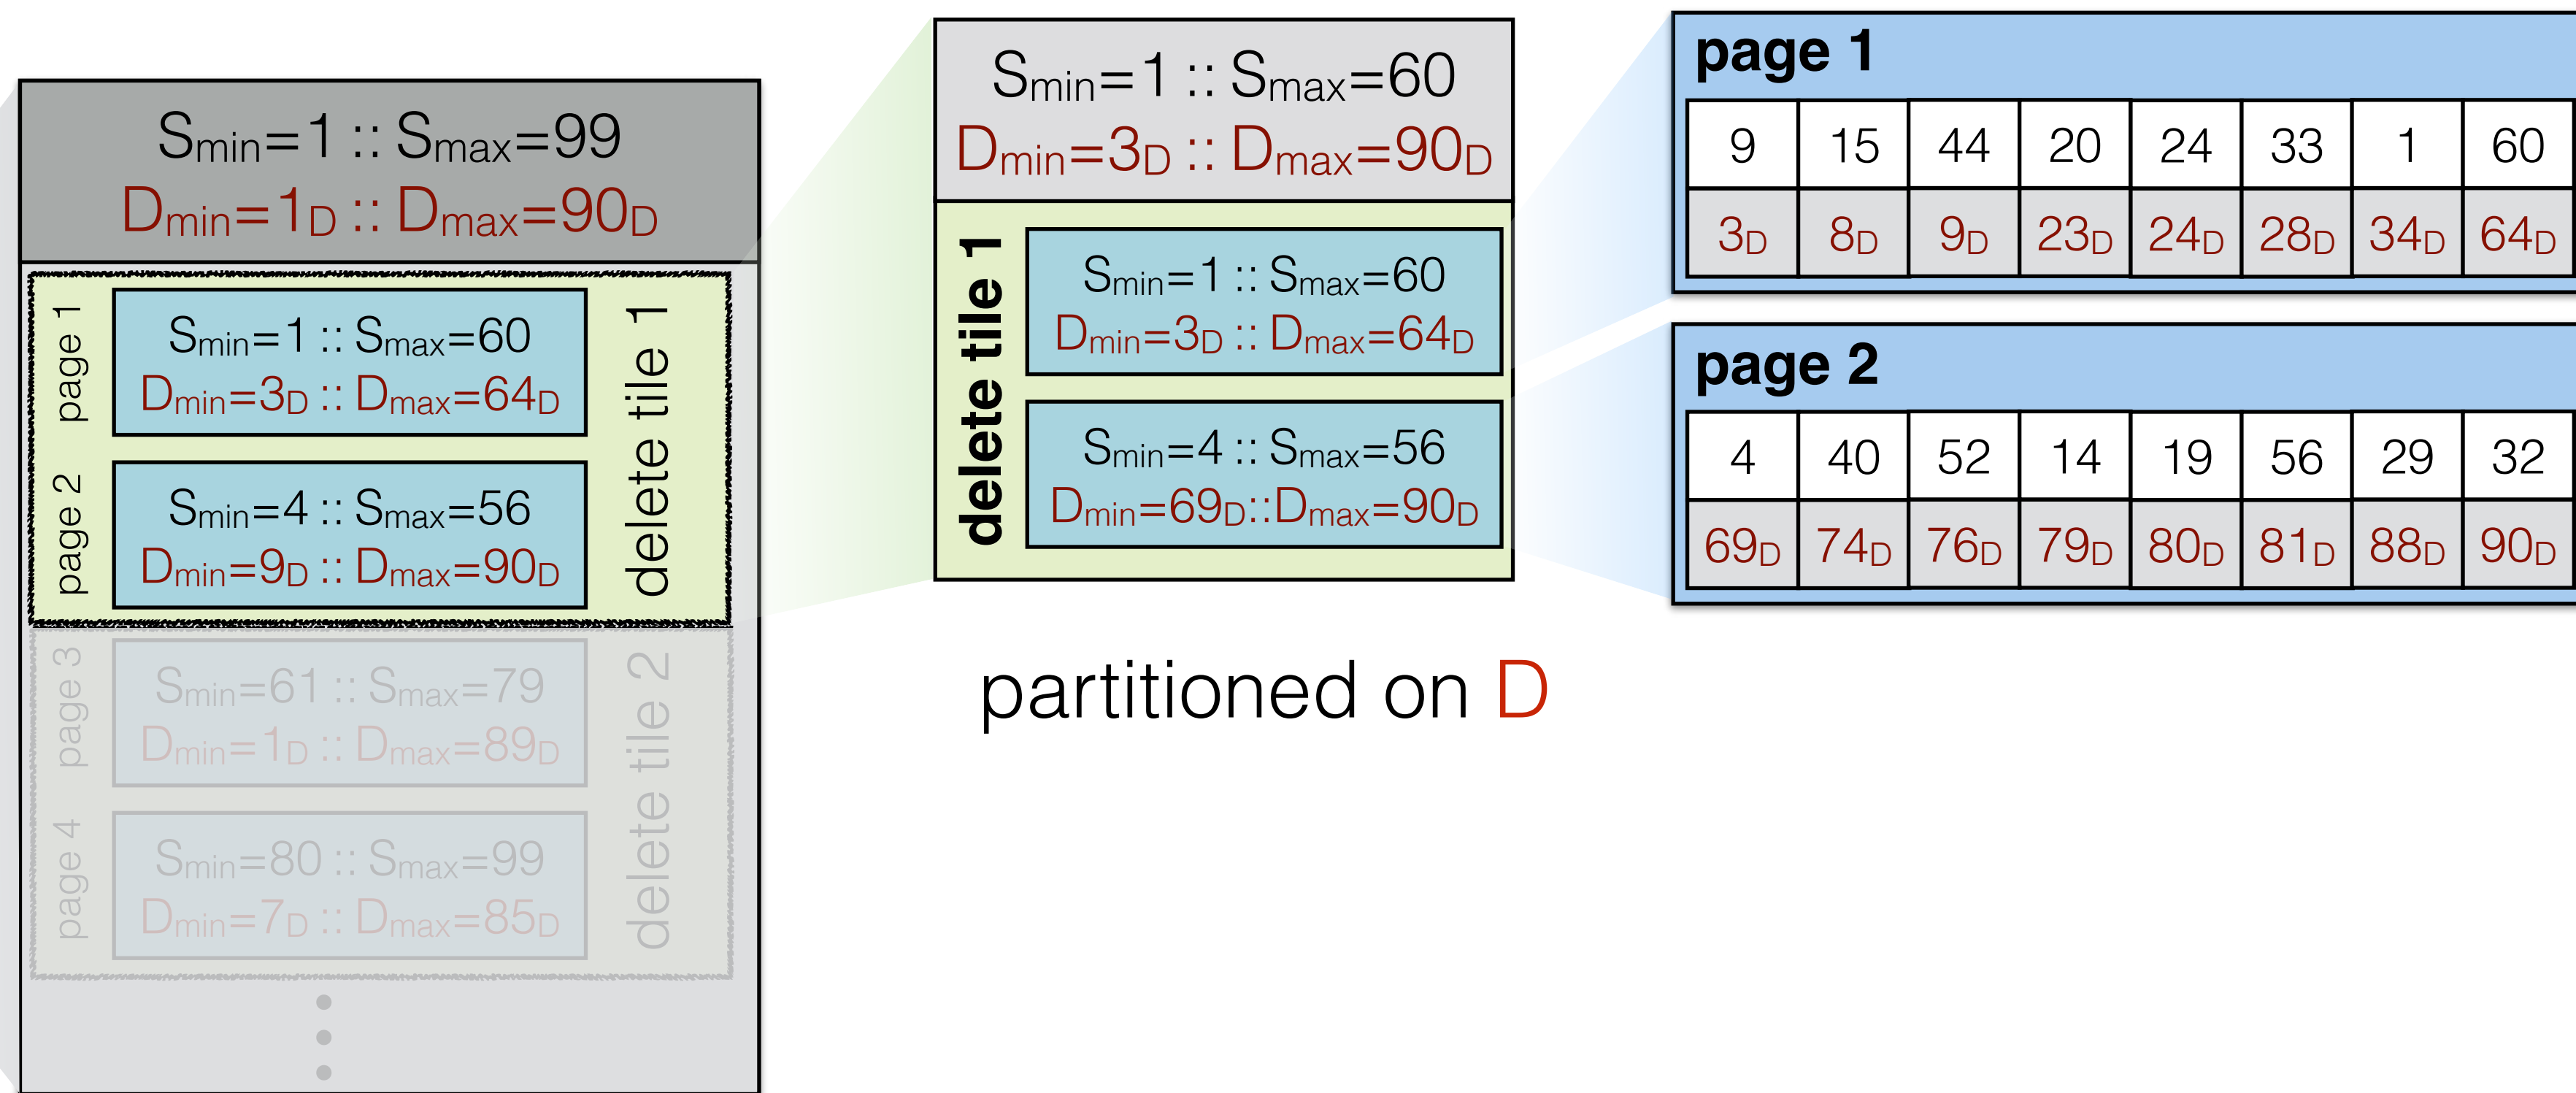 Smin=1 :: Smax=99
Dmin=1D :: Dmax=90D
page 1
Smin=1 :: Smax=60
Dmin=3D :: Dmax=64D
page 2
Smin=4 :: Smax=56
Dmin=9D :: Dmax=90D
delete tile 1
page 3
Smin=61 :: Smax=79
Dmin=1D :: Dmax=89D
page 4
Smin=80 :: Smax=99
Dmin=7D :: Dmax=85D
delete tile 2
Smin=1 :: Smax=60
Dmin=3D :: Dmax=90D
delete tile 1
Smin=1 :: Smax=60
Dmin=3D :: Dmax=64D
Smin=4 :: Smax=56
Dmin=69D::Dmax=90D
partitioned on D
page 1
9 15 44 20 24 33 1 60
3D 8D 9D 23D 24D 28D 34D 64D
page 2
4 40 52 14 19 56 29 32
69D 74D 76D 79D 80D 81D 88D 90D